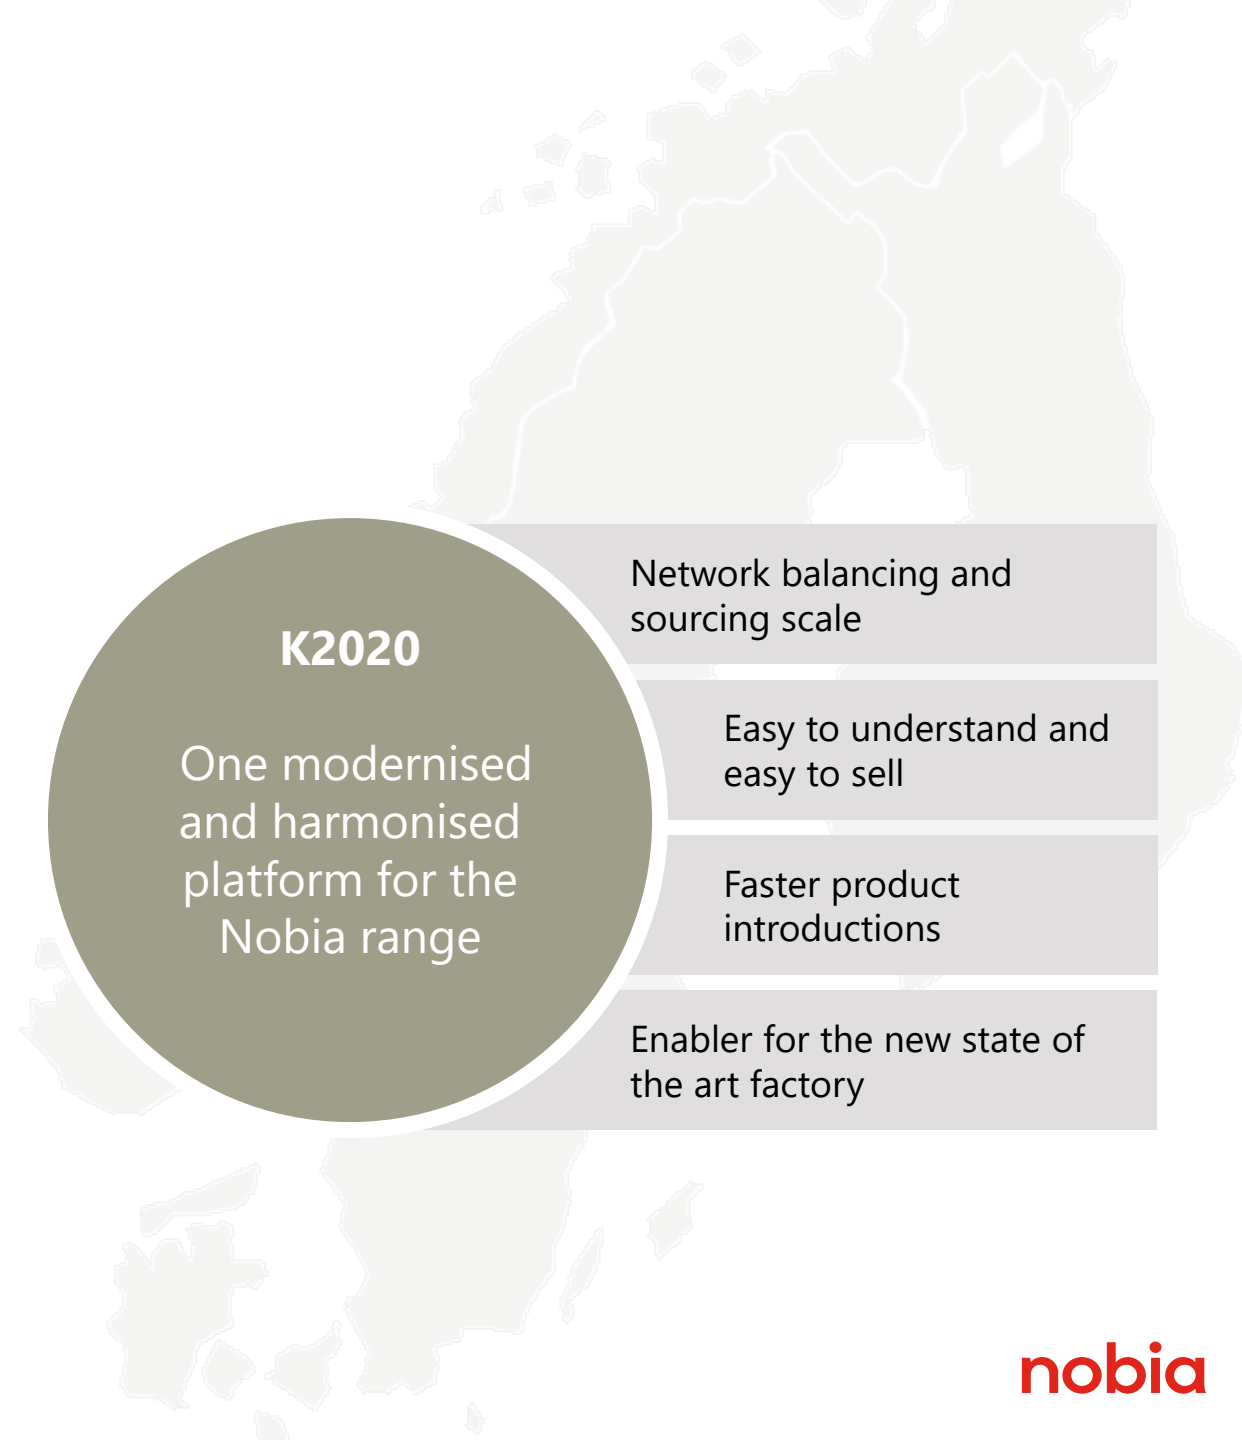 K2020
One modernised
and harmonised
platform for the
Nobia range
Network balancing and
sourcing scale
Easy to understand and
easy to sell
Faster product
introductions
Enabler for the new state of
the art factory
nobia